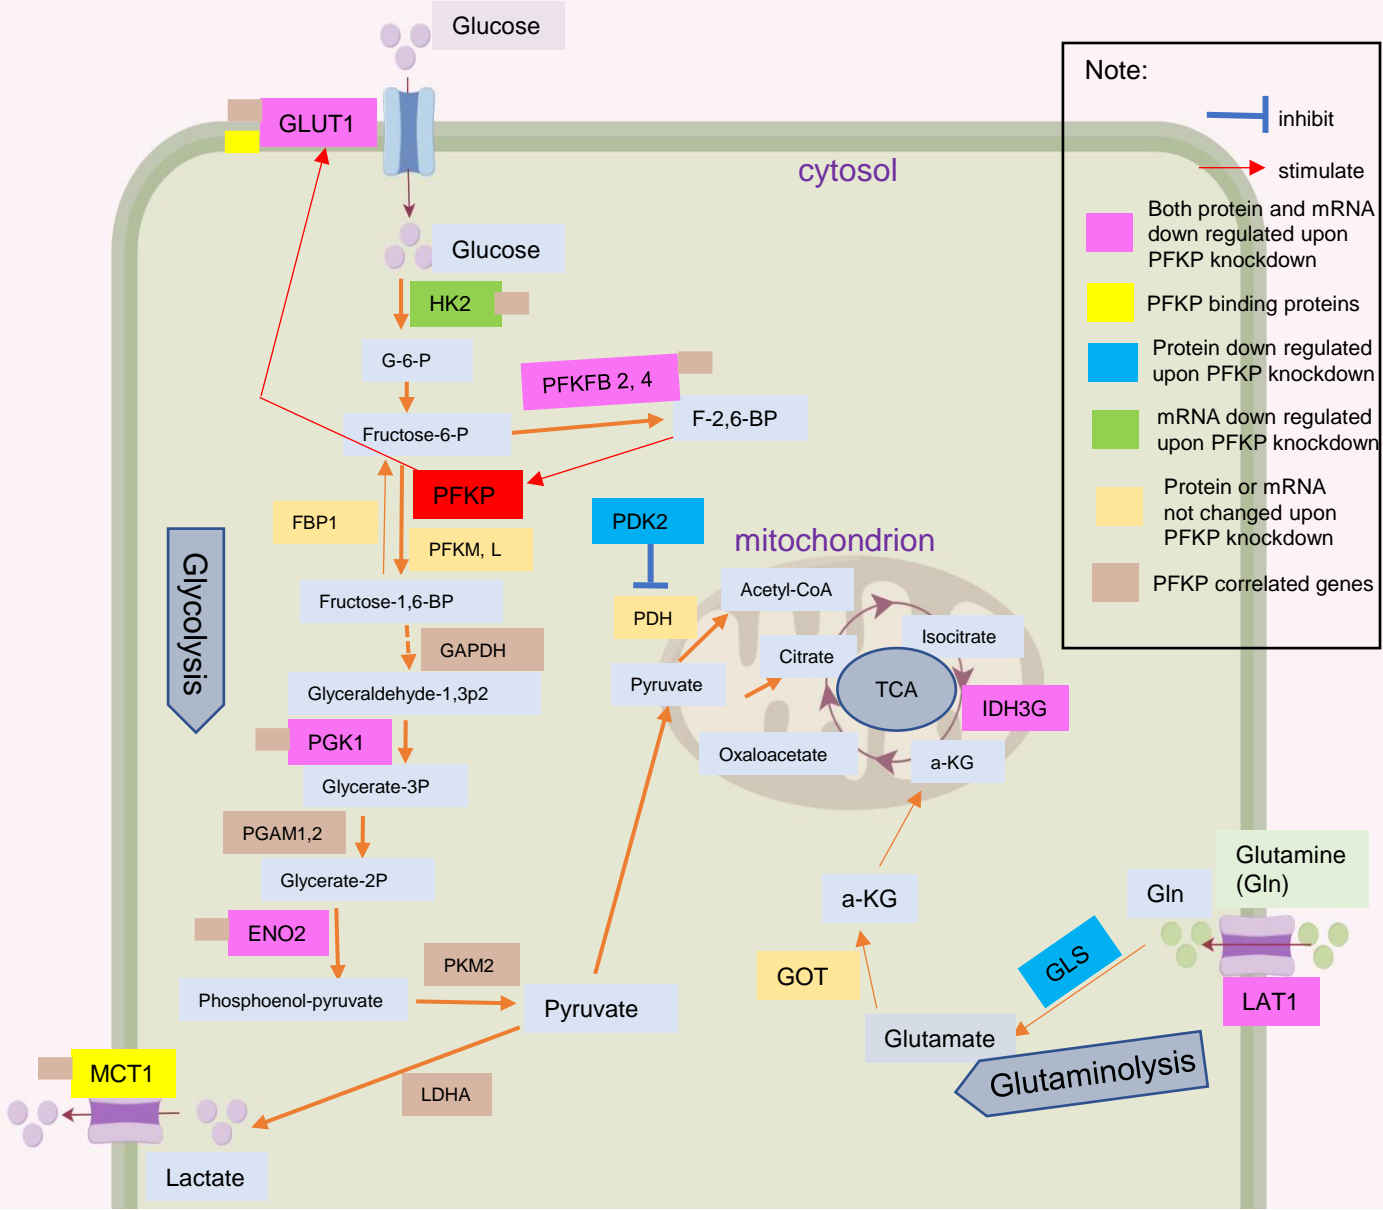 Glucose
Note:
inhibit
stimulate
Both protein and mRNA
down regulated upon
PFKP knockdown
PFKP binding proteins
Protein down regulated
upon PFKP knockdown
mRNA down regulated
upon PFKP knockdown
Protein or mRNA
not changed upon
PFKP knockdown
PFKP correlated genes
GLUT1
cytosol
Glucose
HK2
G-6-P
PFKFB 2, 4
F-2,6-BP
Fructose-6-P
PFKP
FBP1
PFKM, L
PDK2
mitochondrion
Glycolysis
Fructose-1,6-BP
Acetyl-CoA
PDH
Isocitrate
GAPDH
Citrate
Pyruvate
TCA
Glyceraldehyde-1,3p2
IDH3G
PGK1
Oxaloacetate
a-KG
Glycerate-3P
PGAM1,2
Glycerate-2P
Glutamine
(Gln)
Gln
a-KG
ENO2
PKM2
GLS
GOT
Phosphoenol-pyruvate
Pyruvate
LAT1
Glutamate
Glutaminolysis
MCT1
LDHA
Lactate